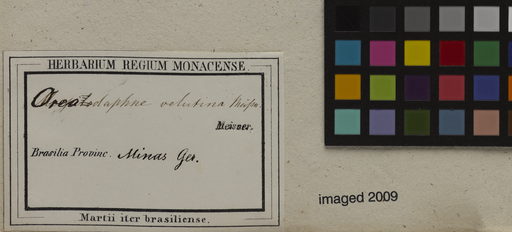 HERBARIUM REGIUM MONACENSE.
Oreodaphne velutina
Meisner.
Brasilia Provinc. Minas Ger.
Martii iter brasiliense.
imaged 2009